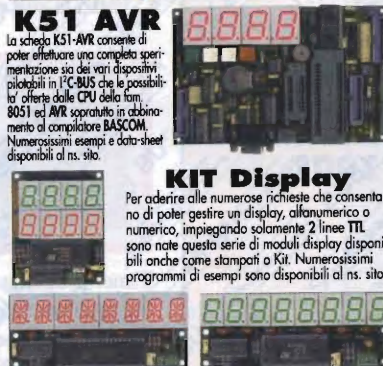 K51 AVR
La scheda K51-AVR consente di
poter effettuare una completa speri-
mentazione sia dei vari dispositivi
pilotabili in I²C-BUS che le possibili-
ta' offerte dalle CPU della fam.
8051 ed AVR sopratutto in abbina-
mento al compilatore BASCOM.
Numerosissimi esempi e data-sheet
disponibili al ns. sito.
KIT Display
Per aderire alle numerose richieste che consenta
no di poter gestire un display, alfanumerico o
numerico, impiegando solamente 2 linee TTL
sono nate questa serie di moduli display disponi
bili anche come stampati o Kit. Numerosissimi
programmi di esempi sono disponibili al ns. sito